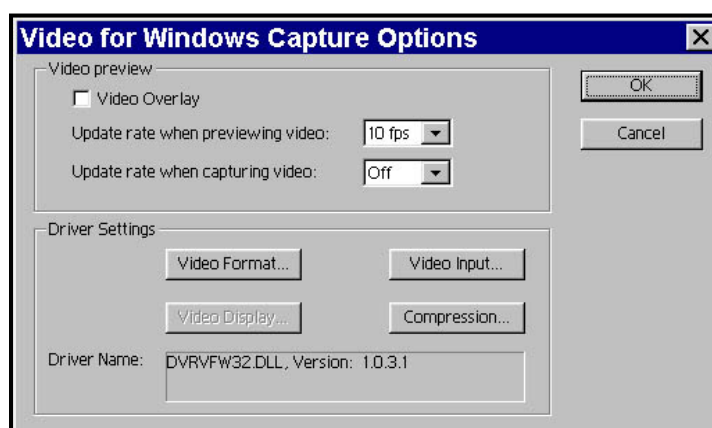 Video for Windows Capture Options
Video preview
OK
Video Overlay
Update rate when previewing video: 10 fps
Cancel
Update rate when capturing video: Off
Driver Settings
Video Format... Video Input...
Video Display... Compression...
Driver Name: DVRVFW32.DLL, Version: 1.0.3.1